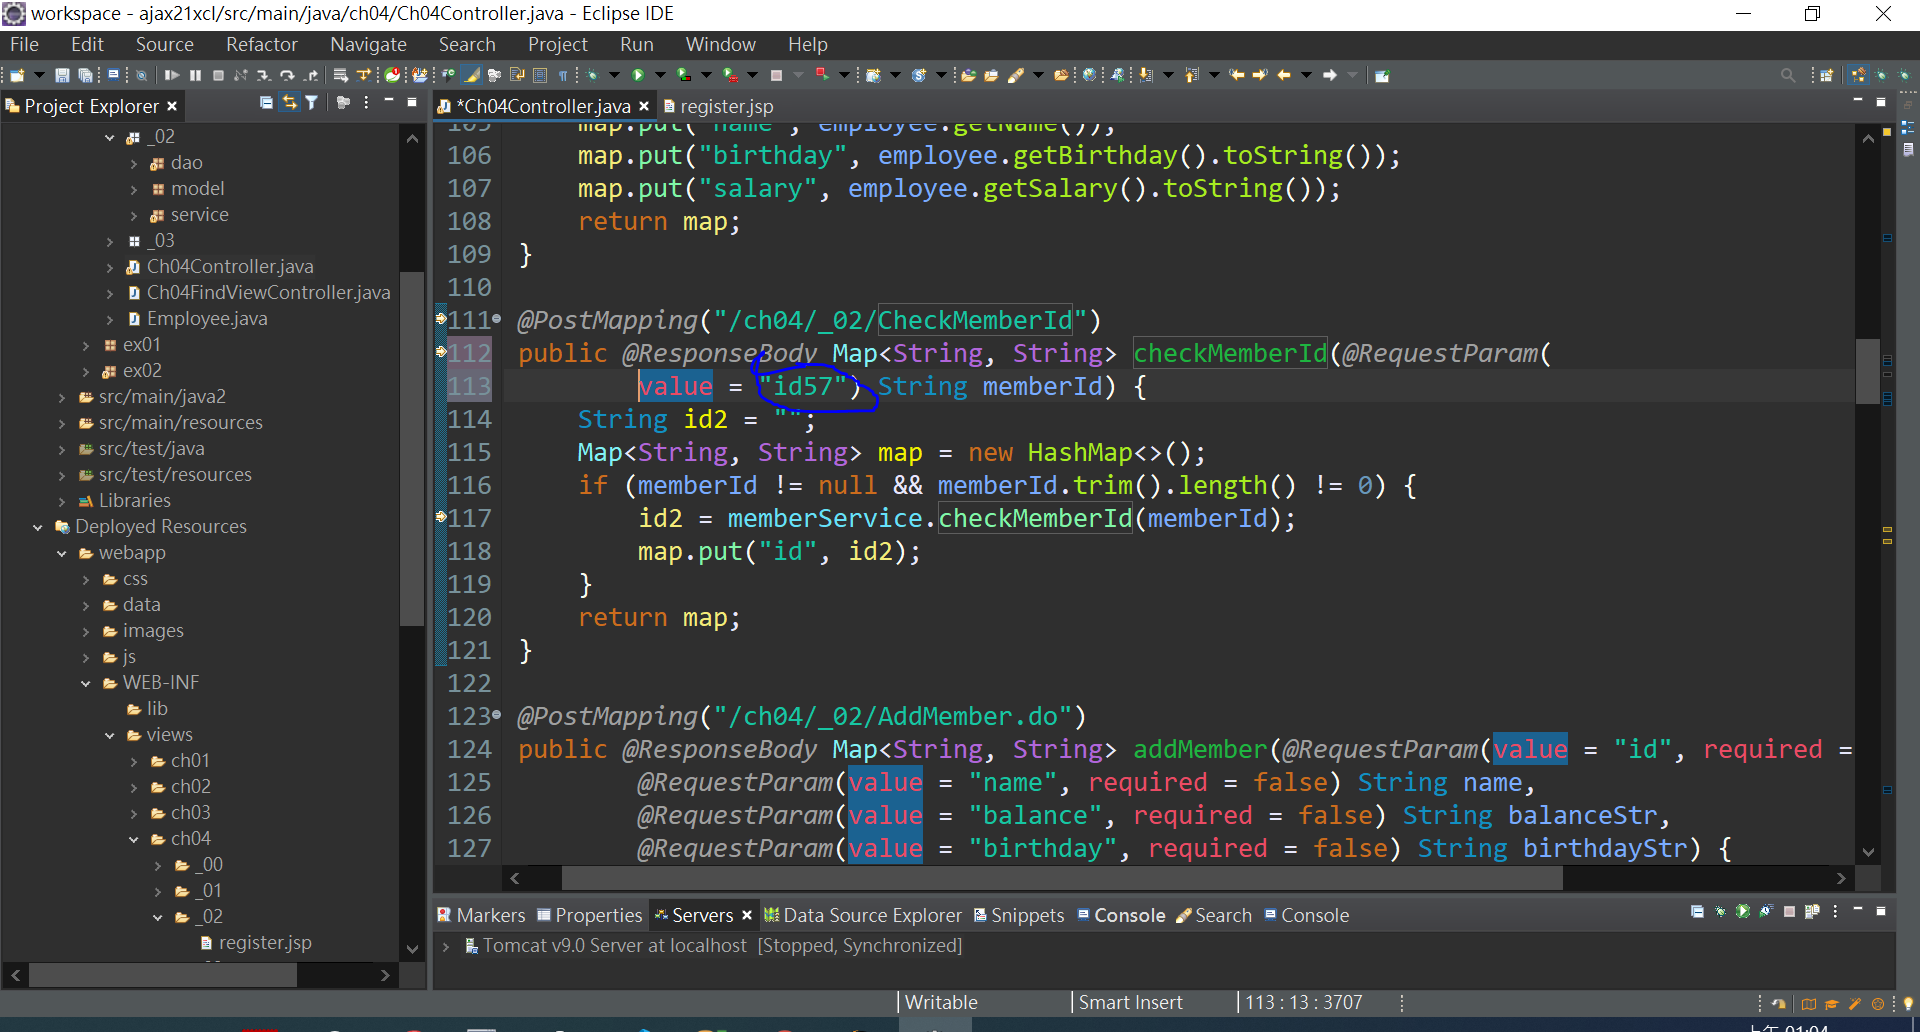 workspace - ajax21xcl/src/main/java/ch04/Ch04Controller.java - Eclipse IDE
File Edit Source Refactor Navigate Search Project Run Window Help
Project Explorer
_02
dao
model
service
_03
Ch04Controller.java
Ch04FindViewController.java
Employee.java
ex01
ex02
src/main/java2
src/main/resources
src/test/java
src/test/resources
Libraries
Deployed Resources
webapp
css
data
images
js
WEB-INF
lib
views
ch01
ch02
ch03
ch04
_00
_01
_02
register.jsp
*Ch04Controller.java register.jsp
105 map.put("name", employee.getName());
106 map.put("birthday", employee.getBirthday().toString());
107 map.put("salary", employee.getSalary().toString());
108 return map;
109 }
110
111 @PostMapping("/ch04/_02/CheckMemberId")
112 public @ResponseBody Map<String, String> checkMemberId(@RequestParam(
113 value = "id57") String memberId) {
114 String id2 = "";
115 Map<String, String> map = new HashMap<>();
116 if (memberId != null && memberId.trim().length() != 0) {
117 id2 = memberService.checkMemberId(memberId);
118 map.put("id", id2);
119 }
120 return map;
121 }
122
123 @PostMapping("/ch04/_02/AddMember.do")
124 public @ResponseBody Map<String, String> addMember(@RequestParam(value = "id", required =
125 @RequestParam(value = "name", required = false) String name,
126 @RequestParam(value = "balance", required = false) String balanceStr,
127 @RequestParam(value = "birthday", required = false) String birthdayStr) {
Markers Properties Servers Data Source Explorer Snippets Console Search Console
Tomcat v9.0 Server at localhost [Stopped, Synchronized]
Writable Smart Insert 113 : 13 : 3707
上午 01:04